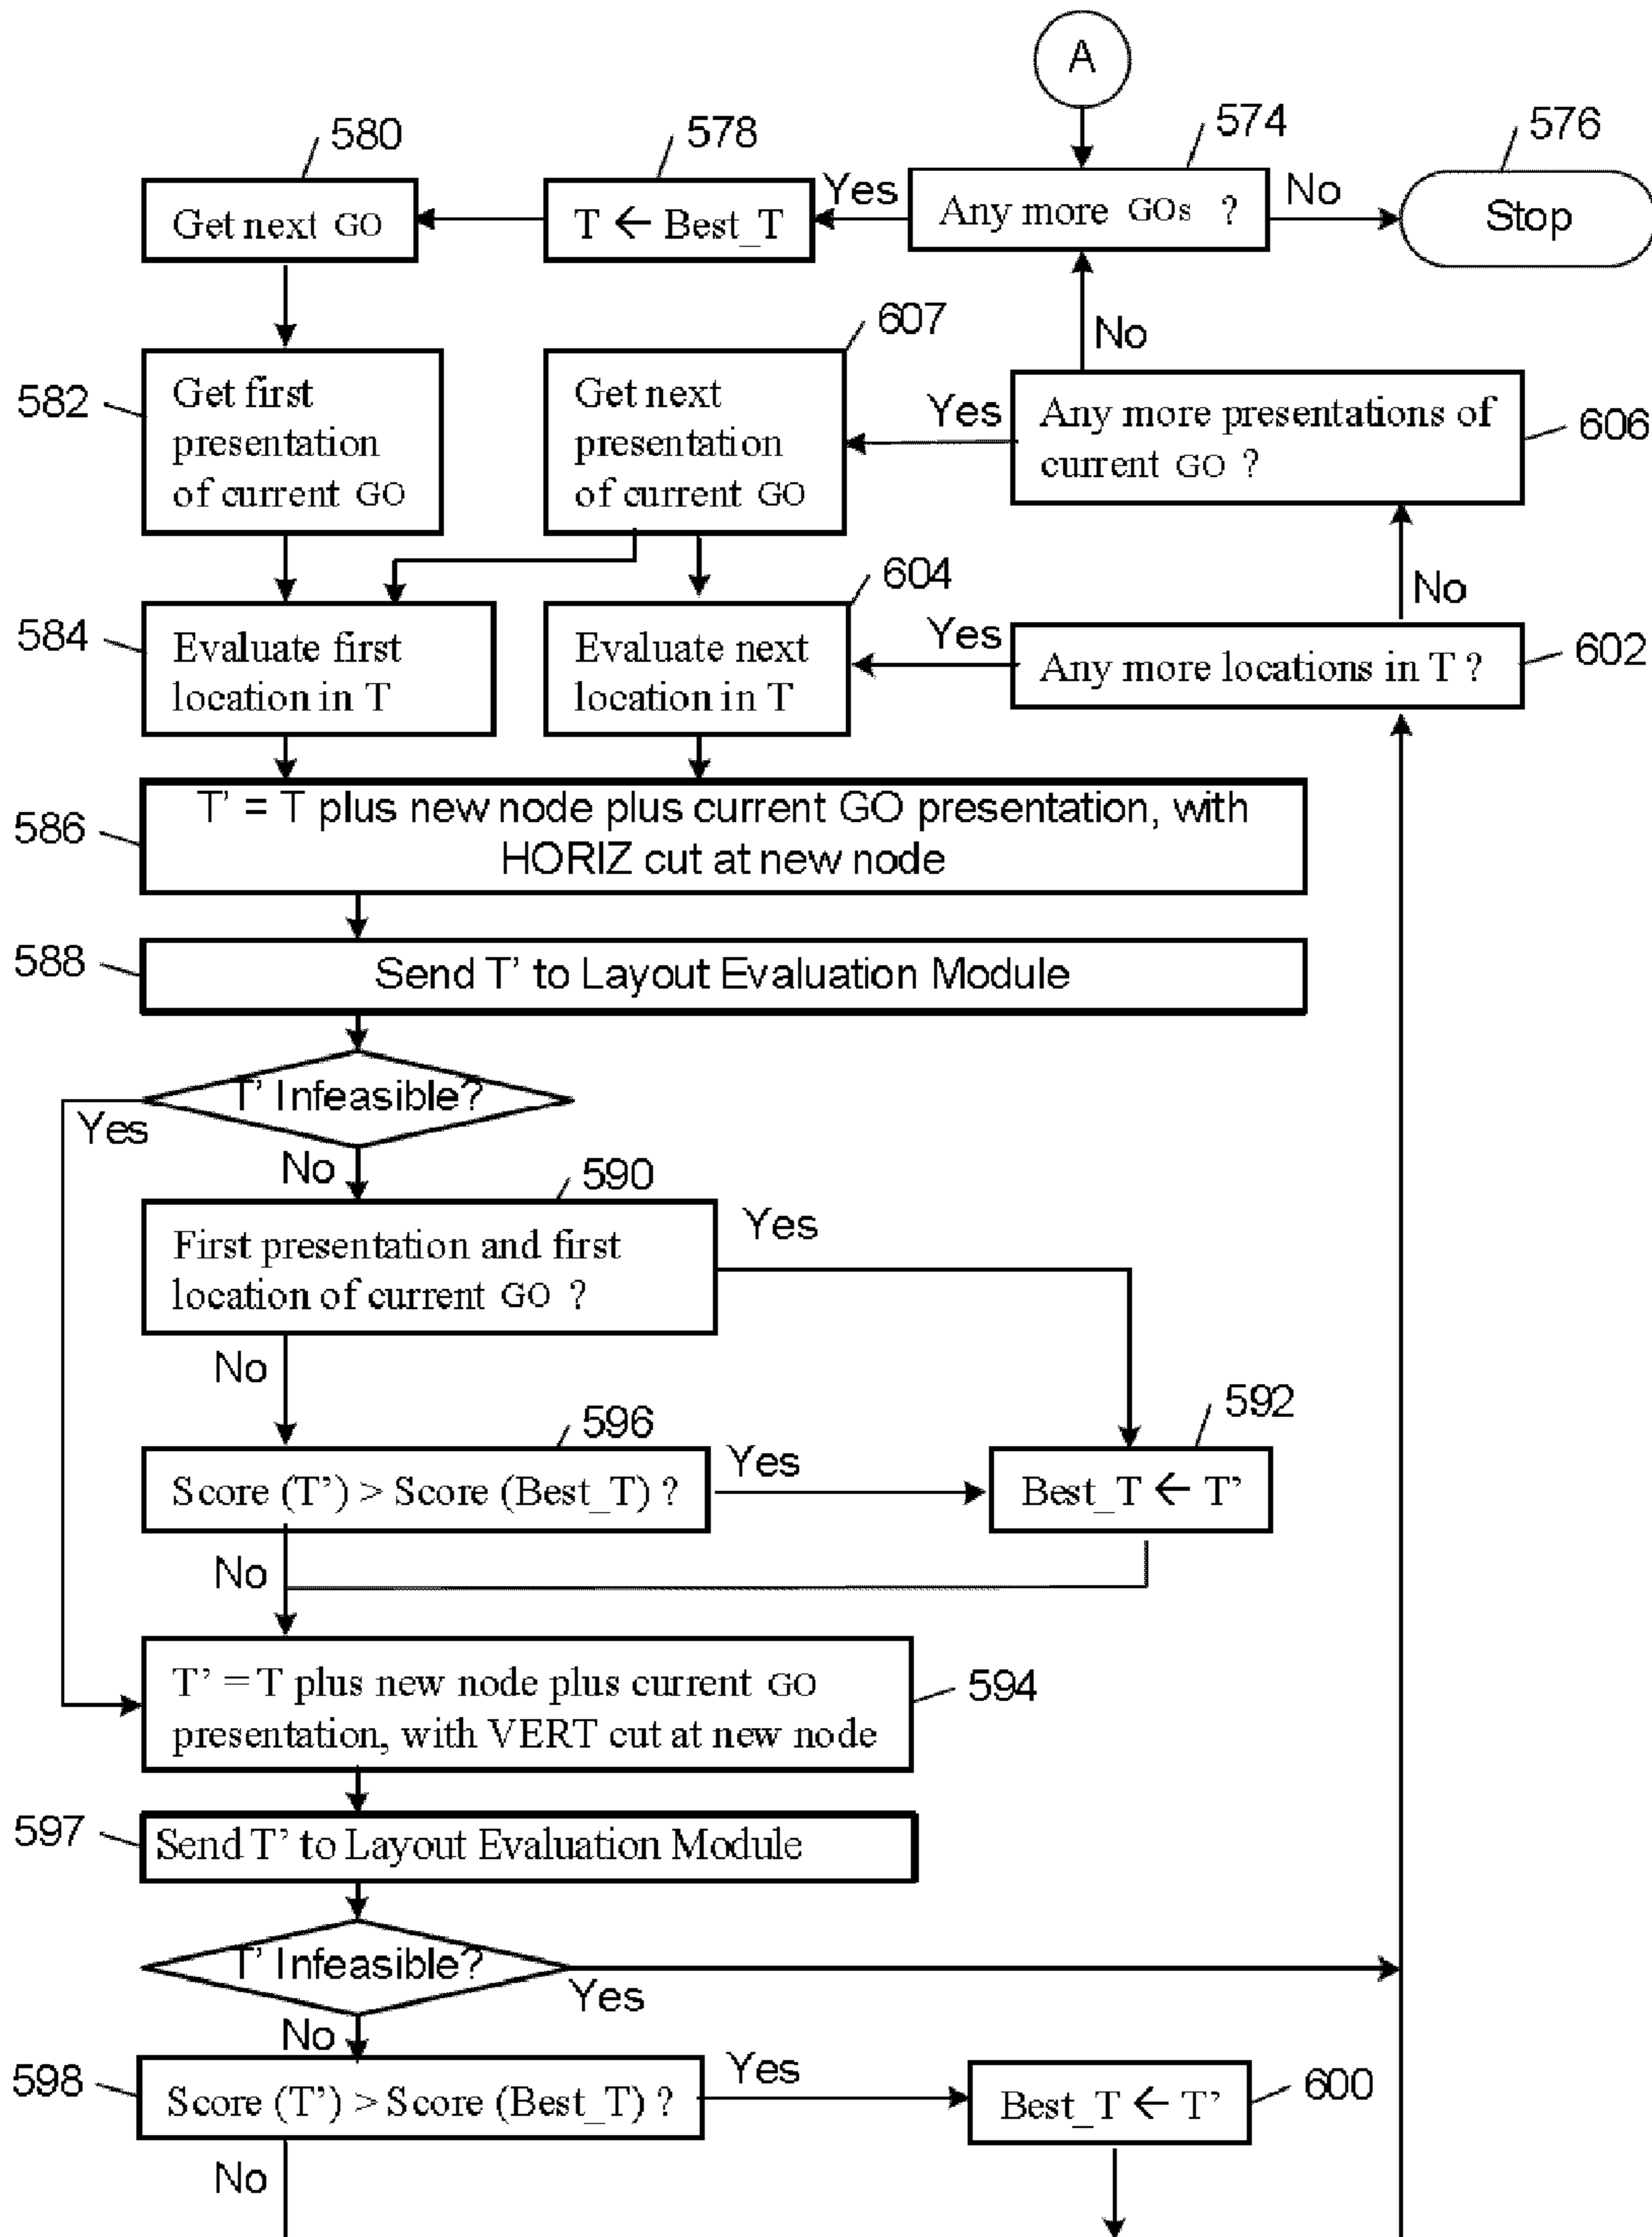 A
580
578
574
576
Get next GO
T ← Best_T
Yes
Any more GOs ?
No
Stop
607
No
582
Get first
presentation
of current GO
Get next
presentation
of current GO
Yes
Any more presentations of
current GO ?
606
604
No
584
Evaluate first
location in T
Evaluate next
location in T
Yes
Any more locations in T ?
602
586
T' = T plus new node plus current GO presentation, with
HORIZ cut at new node
588
Send T' to Layout Evaluation Module
T' Infeasible?
Yes
No
590
First presentation and first
location of current GO ?
Yes
No
596
592
Score (T') > Score (Best_T) ?
Yes
Best_T ← T'
No
T' = T plus new node plus current GO
presentation, with VERT cut at new node
594
597
Send T' to Layout Evaluation Module
T' Infeasible?
Yes
No
598
Score (T') > Score (Best_T) ?
Yes
Best_T ← T'
600
No